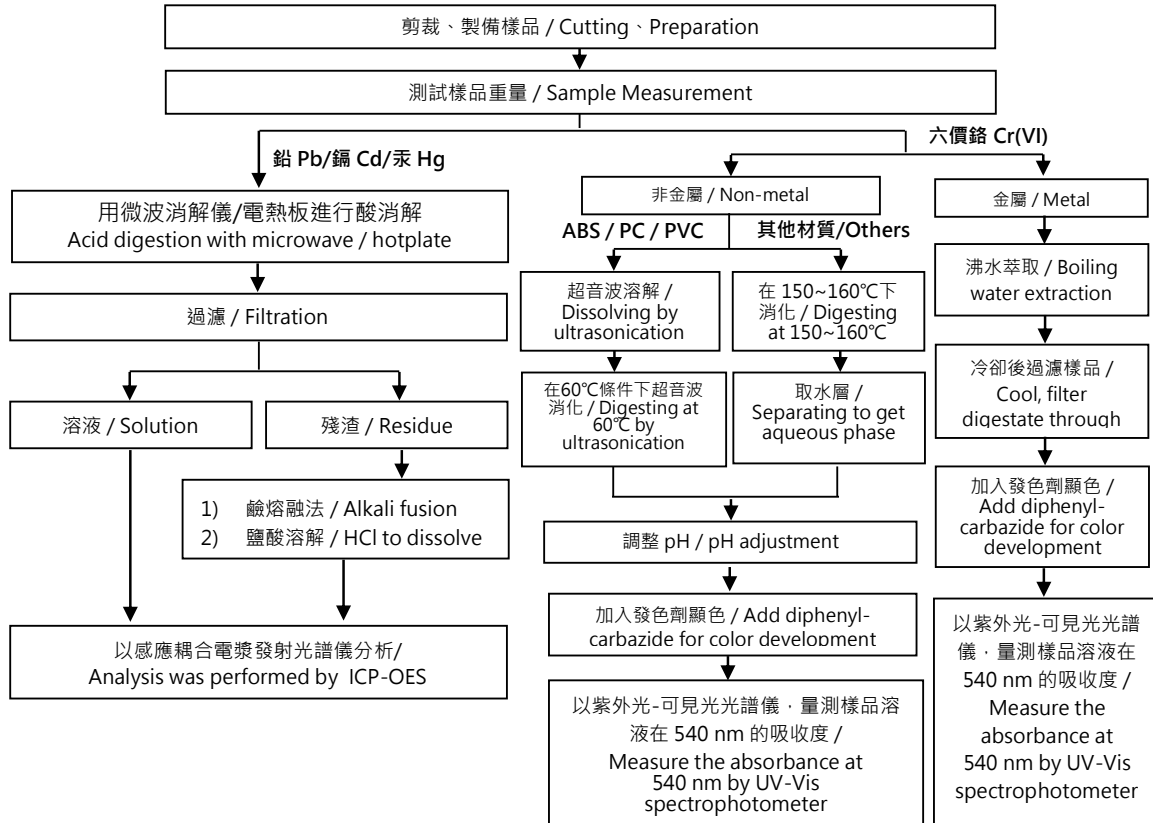 剪裁、製備樣品 / Cutting、Preparation
測試樣品重量 / Sample Measurement
鉛 Pb/鎘 Cd/汞 Hg
六價鉻 Cr(VI)
用微波消解儀/電熱板進行酸消解
Acid digestion with microwave / hotplate
過濾 / Filtration
溶液 / Solution
殘渣 / Residue
1) 鹼熔融法 / Alkali fusion
2) 鹽酸溶解 / HCl to dissolve
以感應耦合電漿發射光譜儀分析/
Analysis was performed by ICP-OES
非金屬 / Non-metal
ABS / PC / PVC
其他材質/Others
超音波溶解 /
Dissolving by
ultrasonication
在 150~160℃下
消化 / Digesting
at 150~160℃
在60℃條件下超音波
消化 / Digesting at
60℃ by
ultrasonication
取水層 /
Separating to get
aqueous phase
調整 pH / pH adjustment
加入發色劑顯色 / Add diphenyl-
carbazide for color development
以紫外光-可見光光譜儀，量測樣品溶
液在 540 nm 的吸收度 /
Measure the absorbance at
540 nm by UV-Vis
spectrophotometer
金屬 / Metal
沸水萃取 / Boiling
water extraction
冷卻後過濾樣品 /
Cool, filter
digestate through
加入發色劑顯色 /
Add diphenyl-
carbazide for color
development
以紫外光-可見光光譜
儀，量測樣品溶液在
540 nm 的吸收度 /
Measure the
absorbance at
540 nm by UV-Vis
spectrophotometer